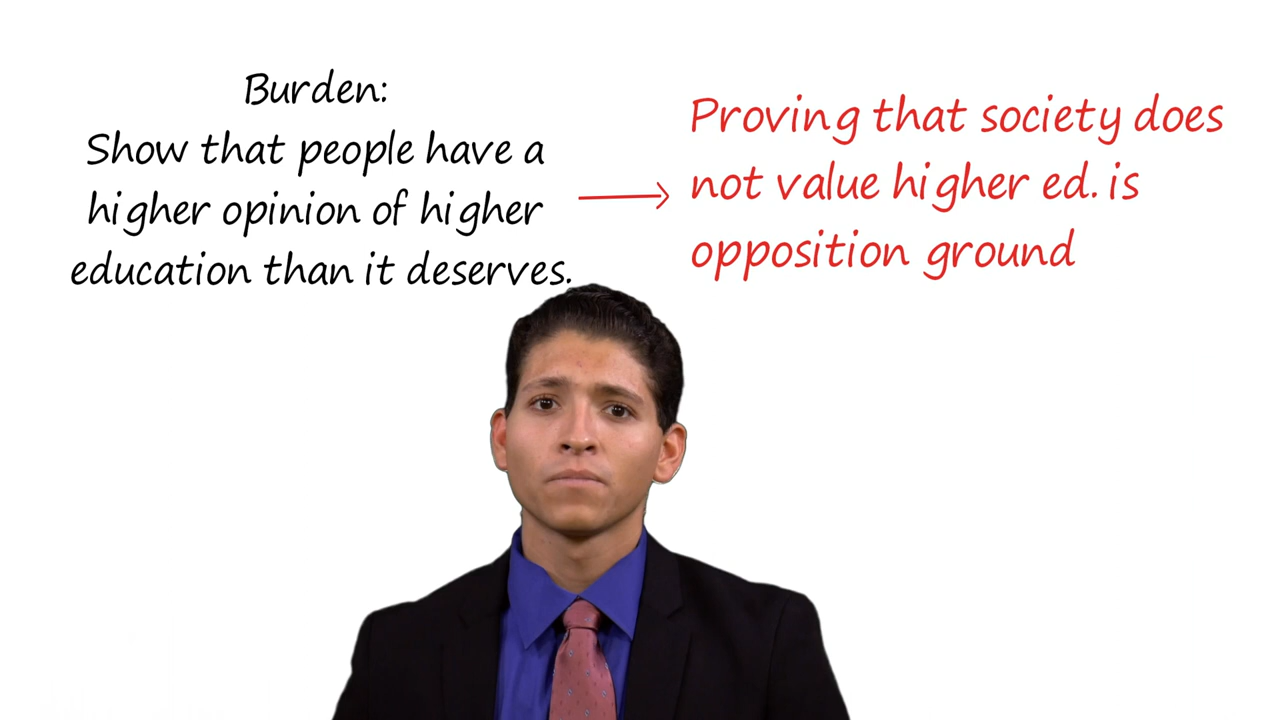 Burden:
Show that people have a
higher opinion of higher
education than it deserves.
Proving that society does
not value higher ed. is
opposition ground